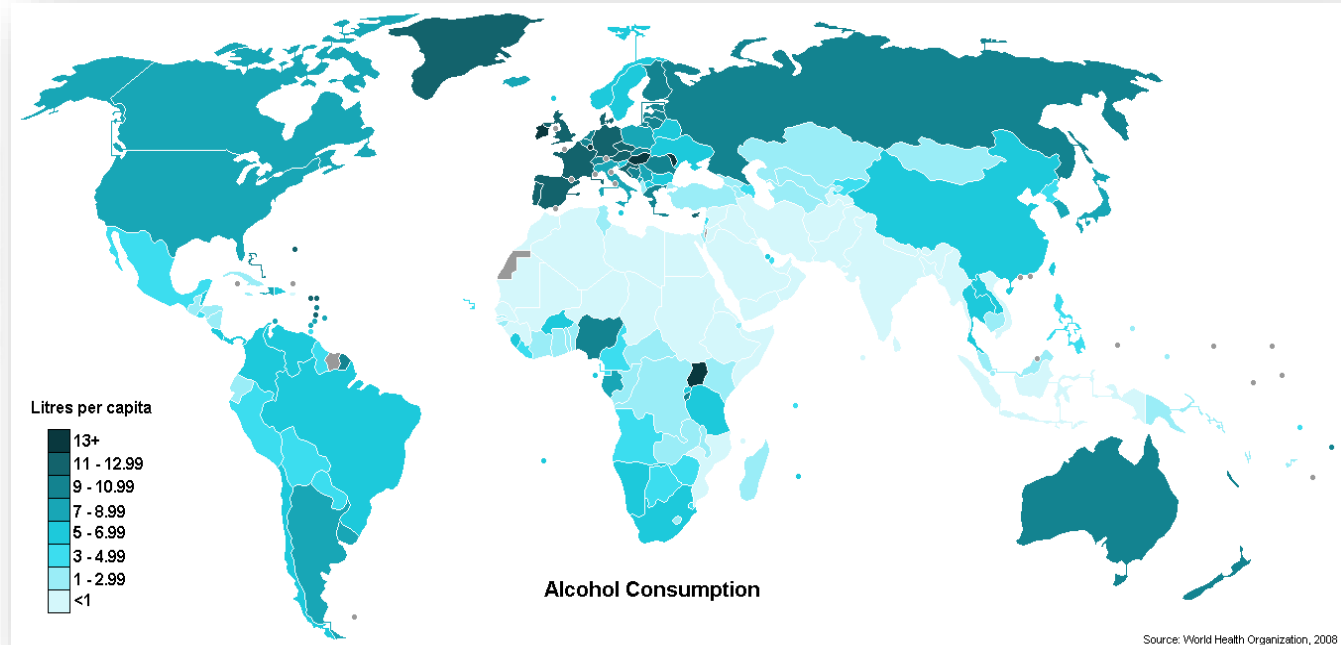 Litres per capita
13+
11 - 12.99
9 - 10.99
7 - 8.99
5 - 6.99
3 - 4.99
1 - 2.99
<1
Alcohol Consumption
Source: World Health Organization, 2008